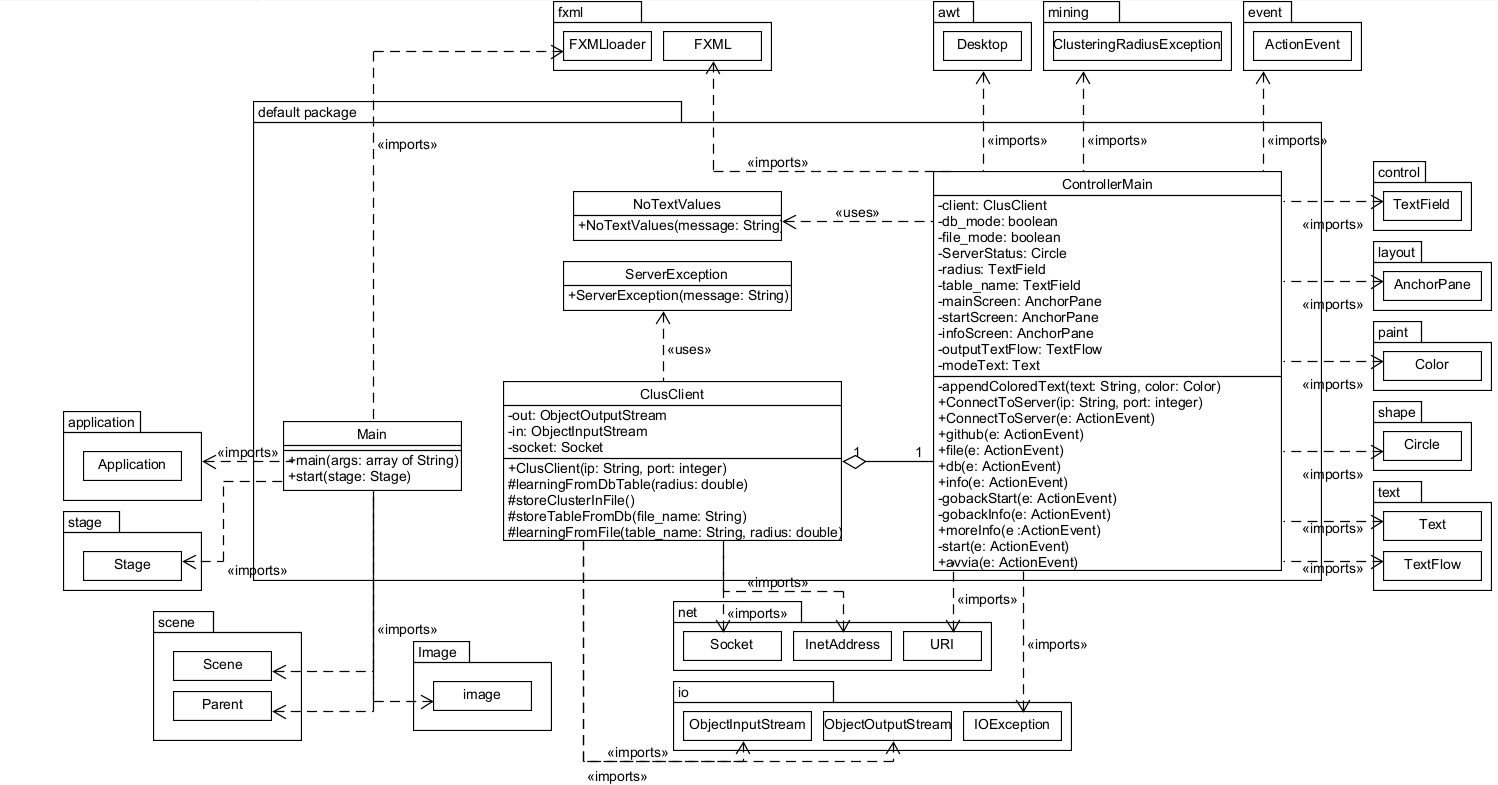 fxml
FXMLloader
FXML
awt
Desktop
mining
ClusteringRadiusException
event
ActionEvent
default package
«imports»
«imports»
«imports»
«imports»
«imports»
NoTextValues
+NoTextValues(message: String
«uses»
ServerException
+ServerException(message: String)
«uses»
ControllerMain
-client: ClusClient
-db_mode: boolean
-file_mode: boolean
-ServerStatus: Circle
-radius: TextField
-table_name: TextField
-mainScreen: AnchorPane
-startScreen: AnchorPane
-infoScreen: AnchorPane
-outputTextFlow: TextFlow
-modeText: Text
-appendColoredText(text: String, color: Color)
+ConnectToServer(ip: String, port: integer)
+ConnectToServer(e: ActionEvent)
+github(e: ActionEvent)
+file(e: ActionEvent)
+db(e: ActionEvent)
+info(e: ActionEvent)
-gobackStart(e: ActionEvent)
-gobackInfo(e: ActionEvent)
+moreInfo(e :ActionEvent)
-start(e: ActionEvent)
+avvia(e: ActionEvent)
control
TextField
«imports»
layout
AnchorPane
«imports»
paint
Color
«imports»
shape
Circle
«imports»
text
Text
«imports»
TextFlow
«imports»
ClusClient
-out: ObjectOutputStream
-in: ObjectInputStream
-socket: Socket
+ClusClient(ip: String, port: integer)
#learningFromDbTable(radius: double)
#storeClusterInFile()
#storeTableFromDb(file_name: String)
#learningFromFile(table_name: String, radius: double)
1
1
application
Application
«imports»
Main
+main(args: array of String)
+start(stage: Stage)
stage
Stage
«imports»
scene
Scene
Parent
«imports»
Image
image
«imports»
net
«imports»
Socket
InetAddress
URI
«imports»
«imports»
io
ObjectInputStream
ObjectOutputStream
IOException
«imports»
«imports»